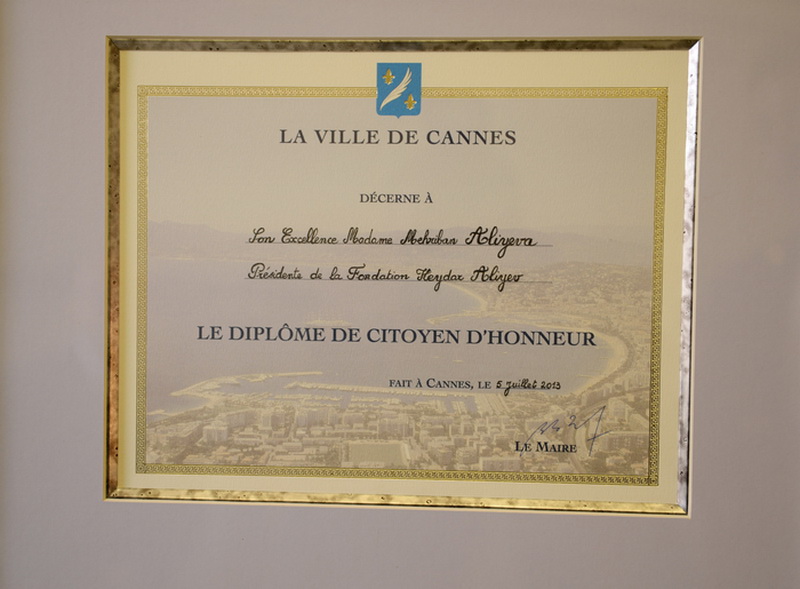 LA VILLE DE CANNES
DÉCERNE À
Son Excellence Madame Mehriban Aliyeva
Présidente de la Fondation Heydar Aliyev
LE DIPLÔME DE CITOYEN D'HONNEUR
FAIT À CANNES, LE 5 juillet 2013
LE MAIRE